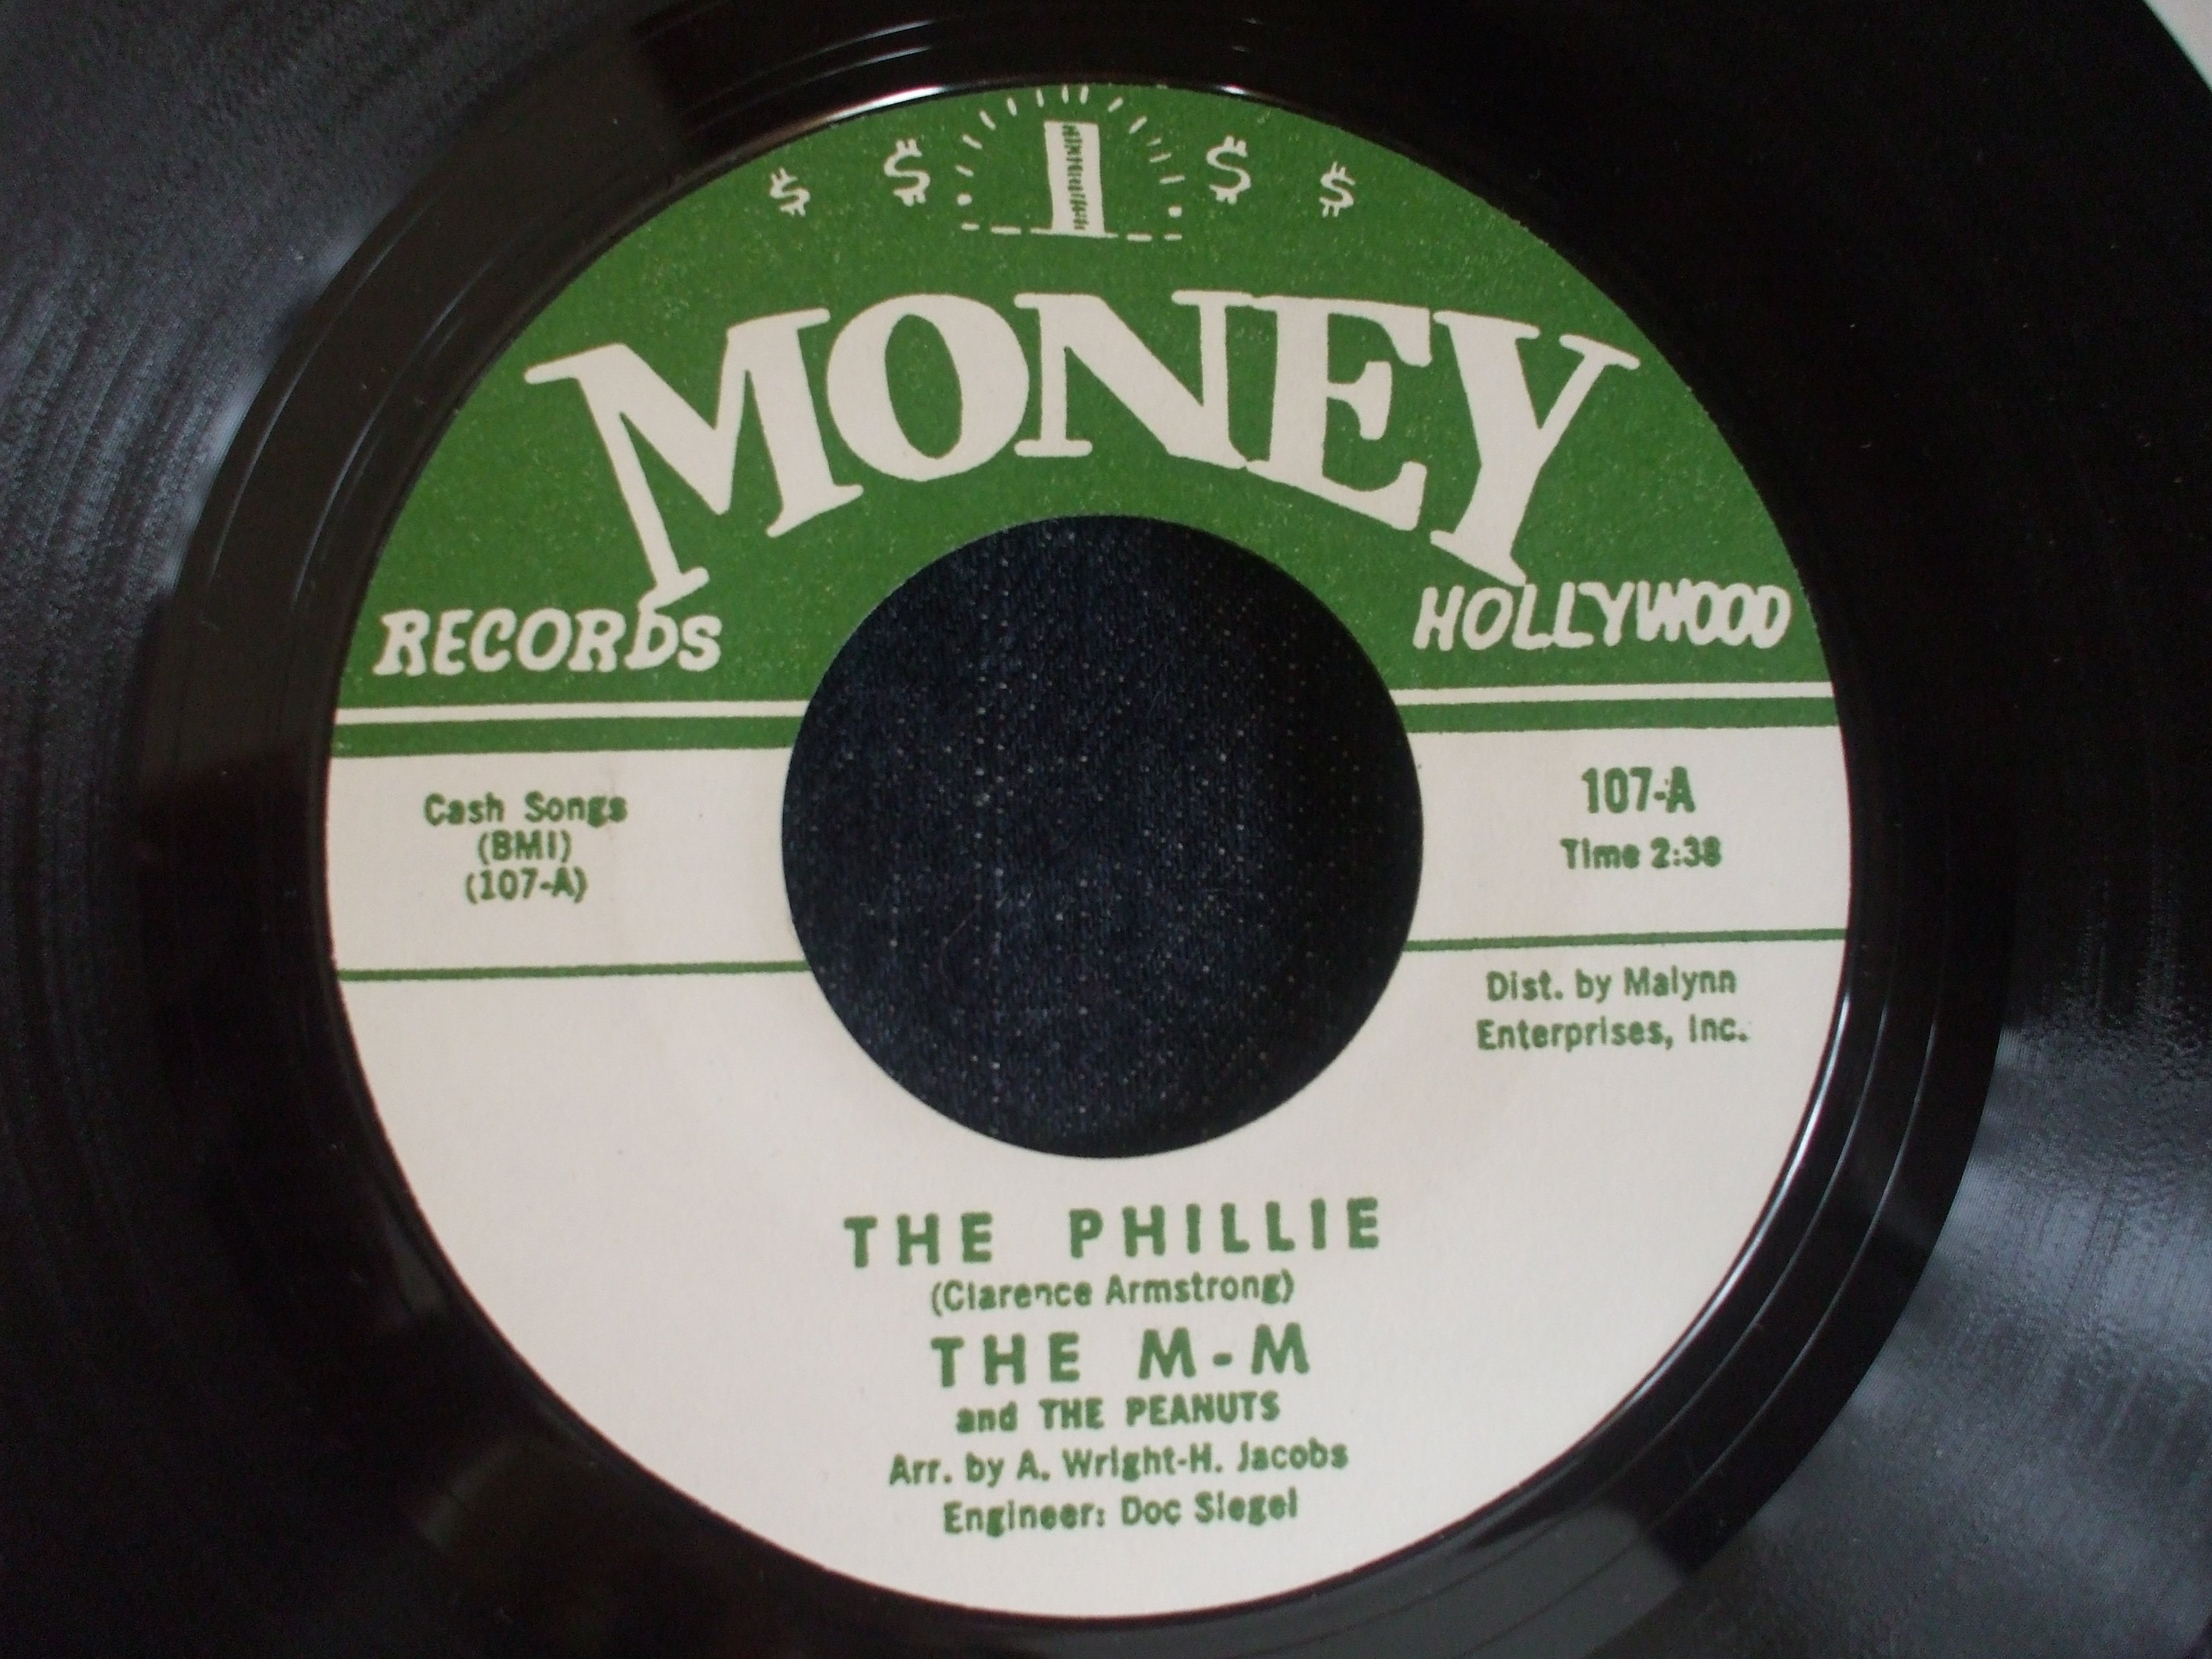 $ $ 1 $ $
MONEY
RECORDS
HOLLYWOOD
Cash Songs
(BMI)
(107-A)
107-A
Time 2:38
Dist. by Malynn
Enterprises, Inc.
THE PHILLIE
(Clarence Armstrong)
THE M-M
and THE PEANUTS
Arr. by A. Wright-H. Jacobs
Engineer: Doc Siegel